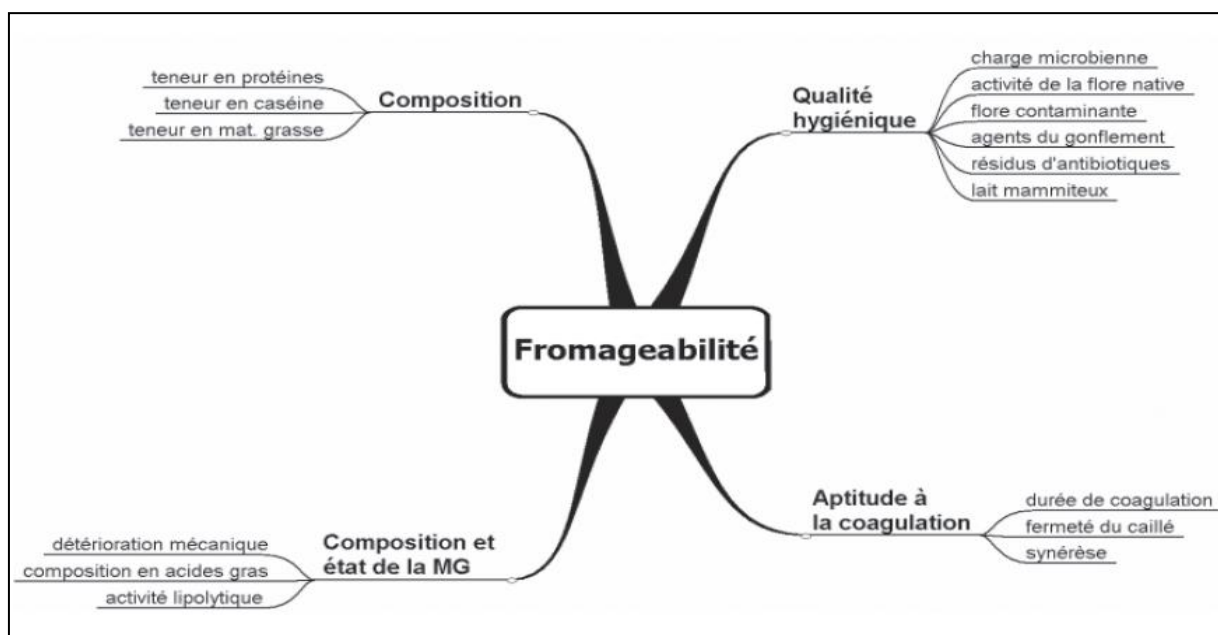 teneur en protéines
teneur en caséine
teneur en mat. grasse
Composition
Qualité
hygiénique
charge microbienne
activité de la flore native
flore contaminante
agents du gonflement
résidus d'antibiotiques
lait mammiteux
Fromageabilité
détérioration mécanique
composition en acides gras
activité lipolytique
Composition et
état de la MG
Aptitude à
la coagulation
durée de coagulation
fermeté du caillé
synérèse